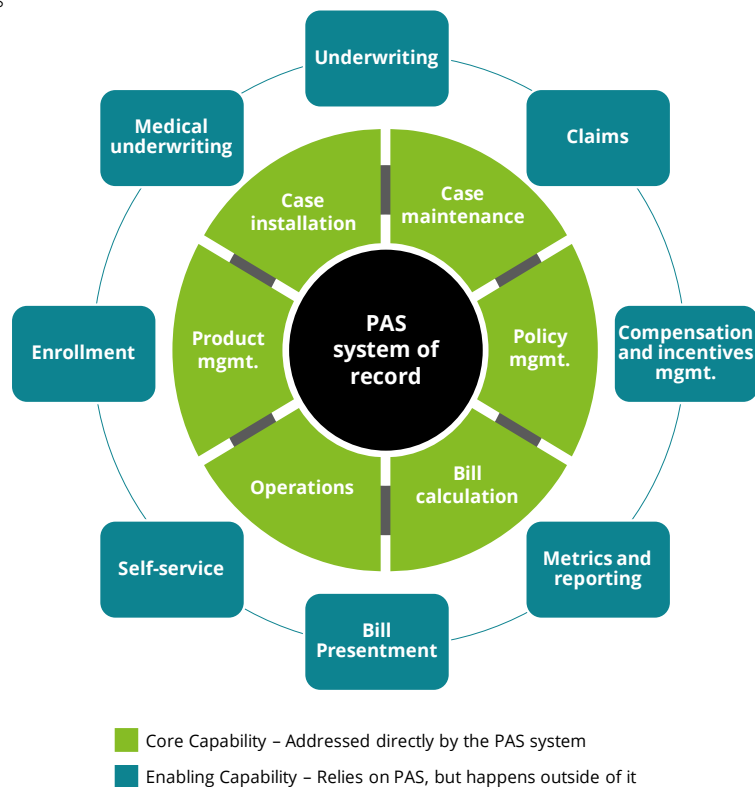 Underwriting
Medical
underwriting
Claims
Case
installation
Case
maintenance
Enrollment
Product
mgmt.
PAS
system of
record
Policy
mgmt.
Compensation
and incentives
mgmt.
Operations
Bill
calculation
Self-service
Metrics and
reporting
Bill
Presentment
Core Capability – Addressed directly by the PAS system
Enabling Capability – Relies on PAS, but happens outside of it